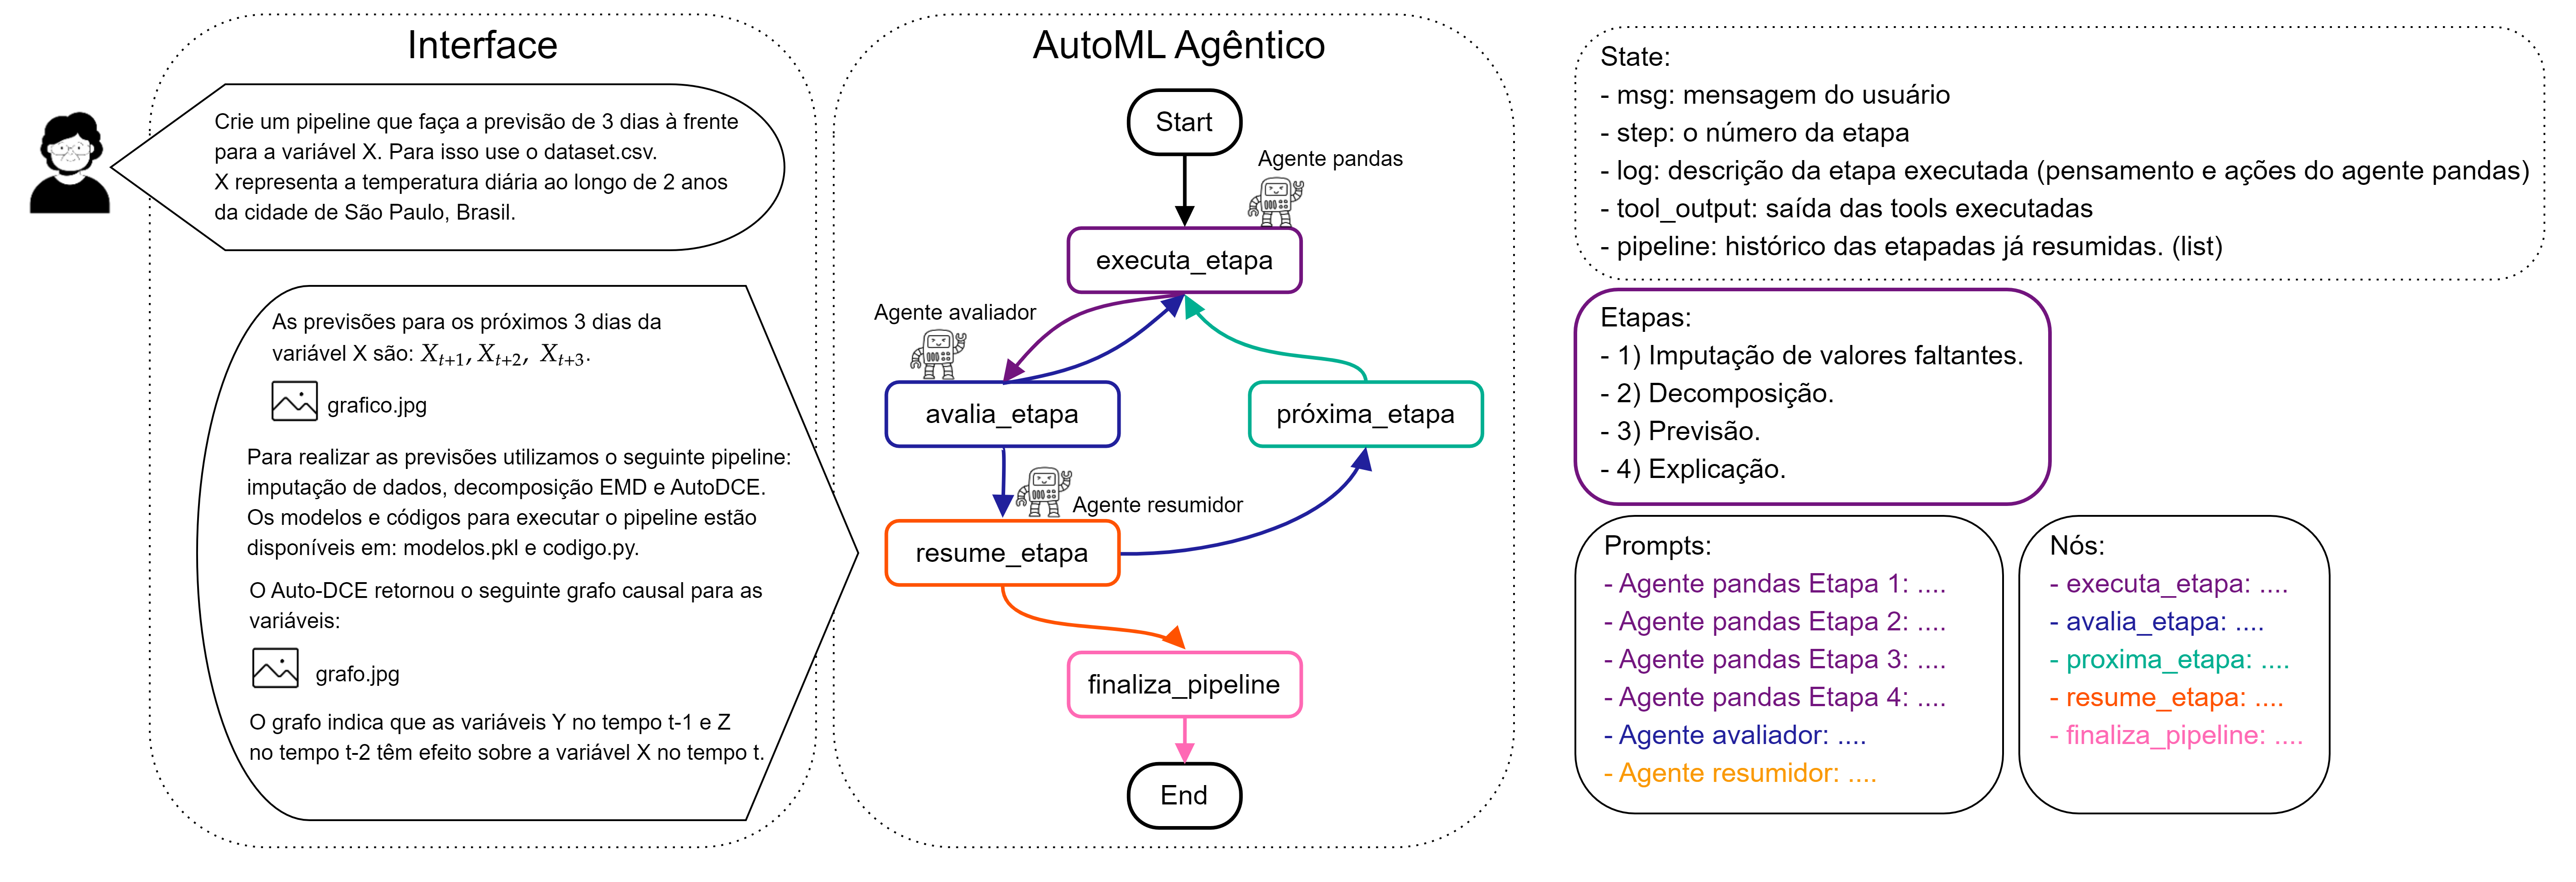 Interface
Crie um pipeline que faça a previsão de 3 dias à frente
para a variável X. Para isso use o dataset.csv.
X representa a temperatura diária ao longo de 2 anos
da cidade de São Paulo, Brasil.
As previsões para os próximos 3 dias da
variável X são: X_{t+1}, X_{t+2}, X_{t+3}.
grafico.jpg
Para realizar as previsões utilizamos o seguinte pipeline:
imputação de dados, decomposição EMD e AutoDCE.
Os modelos e códigos para executar o pipeline estão
disponíveis em: modelos.pkl e codigo.py.
O Auto-DCE retornou o seguinte grafo causal para as
variáveis:
grafo.jpg
O grafo indica que as variáveis Y no tempo t-1 e Z
no tempo t-2 têm efeito sobre a variável X no tempo t.
AutoML Agêntico
Start
Agente pandas
executa_etapa
Agente avaliador
avalia_etapa
próxima_etapa
Agente resumidor
resume_etapa
finaliza_pipeline
End
State:
- msg: mensagem do usuário
- step: o número da etapa
- log: descrição da etapa executada (pensamento e ações do agente pandas)
- tool_output: saída das tools executadas
- pipeline: histórico das etapadas já resumidas. (list)
Etapas:
- 1) Imputação de valores faltantes.
- 2) Decomposição.
- 3) Previsão.
- 4) Explicação.
Prompts:
- Agente pandas Etapa 1: ....
- Agente pandas Etapa 2: ....
- Agente pandas Etapa 3: ....
- Agente pandas Etapa 4: ....
- Agente avaliador: ....
- Agente resumidor: ....
Nós:
- executa_etapa: ....
- avalia_etapa: ....
- proxima_etapa: ....
- resume_etapa: ....
- finaliza_pipeline: ....